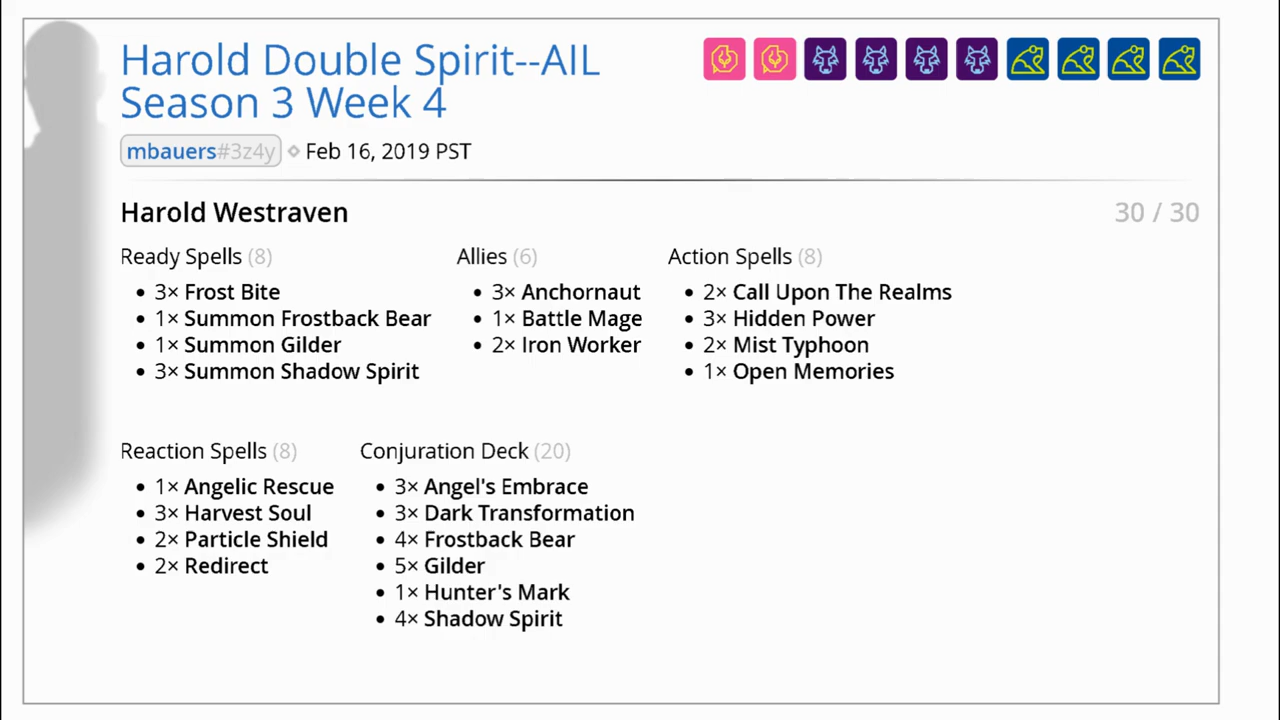 Harold Double Spirit--AIL
Season 3 Week 4
mbauers#3z4y Feb 16, 2019 PST
Harold Westraven 30 / 30
Ready Spells (8)
3× Frost Bite
1× Summon Frostback Bear
1× Summon Gilder
3× Summon Shadow Spirit
Allies (6)
3× Anchornaut
1× Battle Mage
2× Iron Worker
Action Spells (8)
2× Call Upon The Realms
3× Hidden Power
2× Mist Typhoon
1× Open Memories
Reaction Spells (8)
1× Angelic Rescue
3× Harvest Soul
2× Particle Shield
2× Redirect
Conjuration Deck (20)
3× Angel's Embrace
3× Dark Transformation
4× Frostback Bear
5× Gilder
1× Hunter's Mark
4× Shadow Spirit